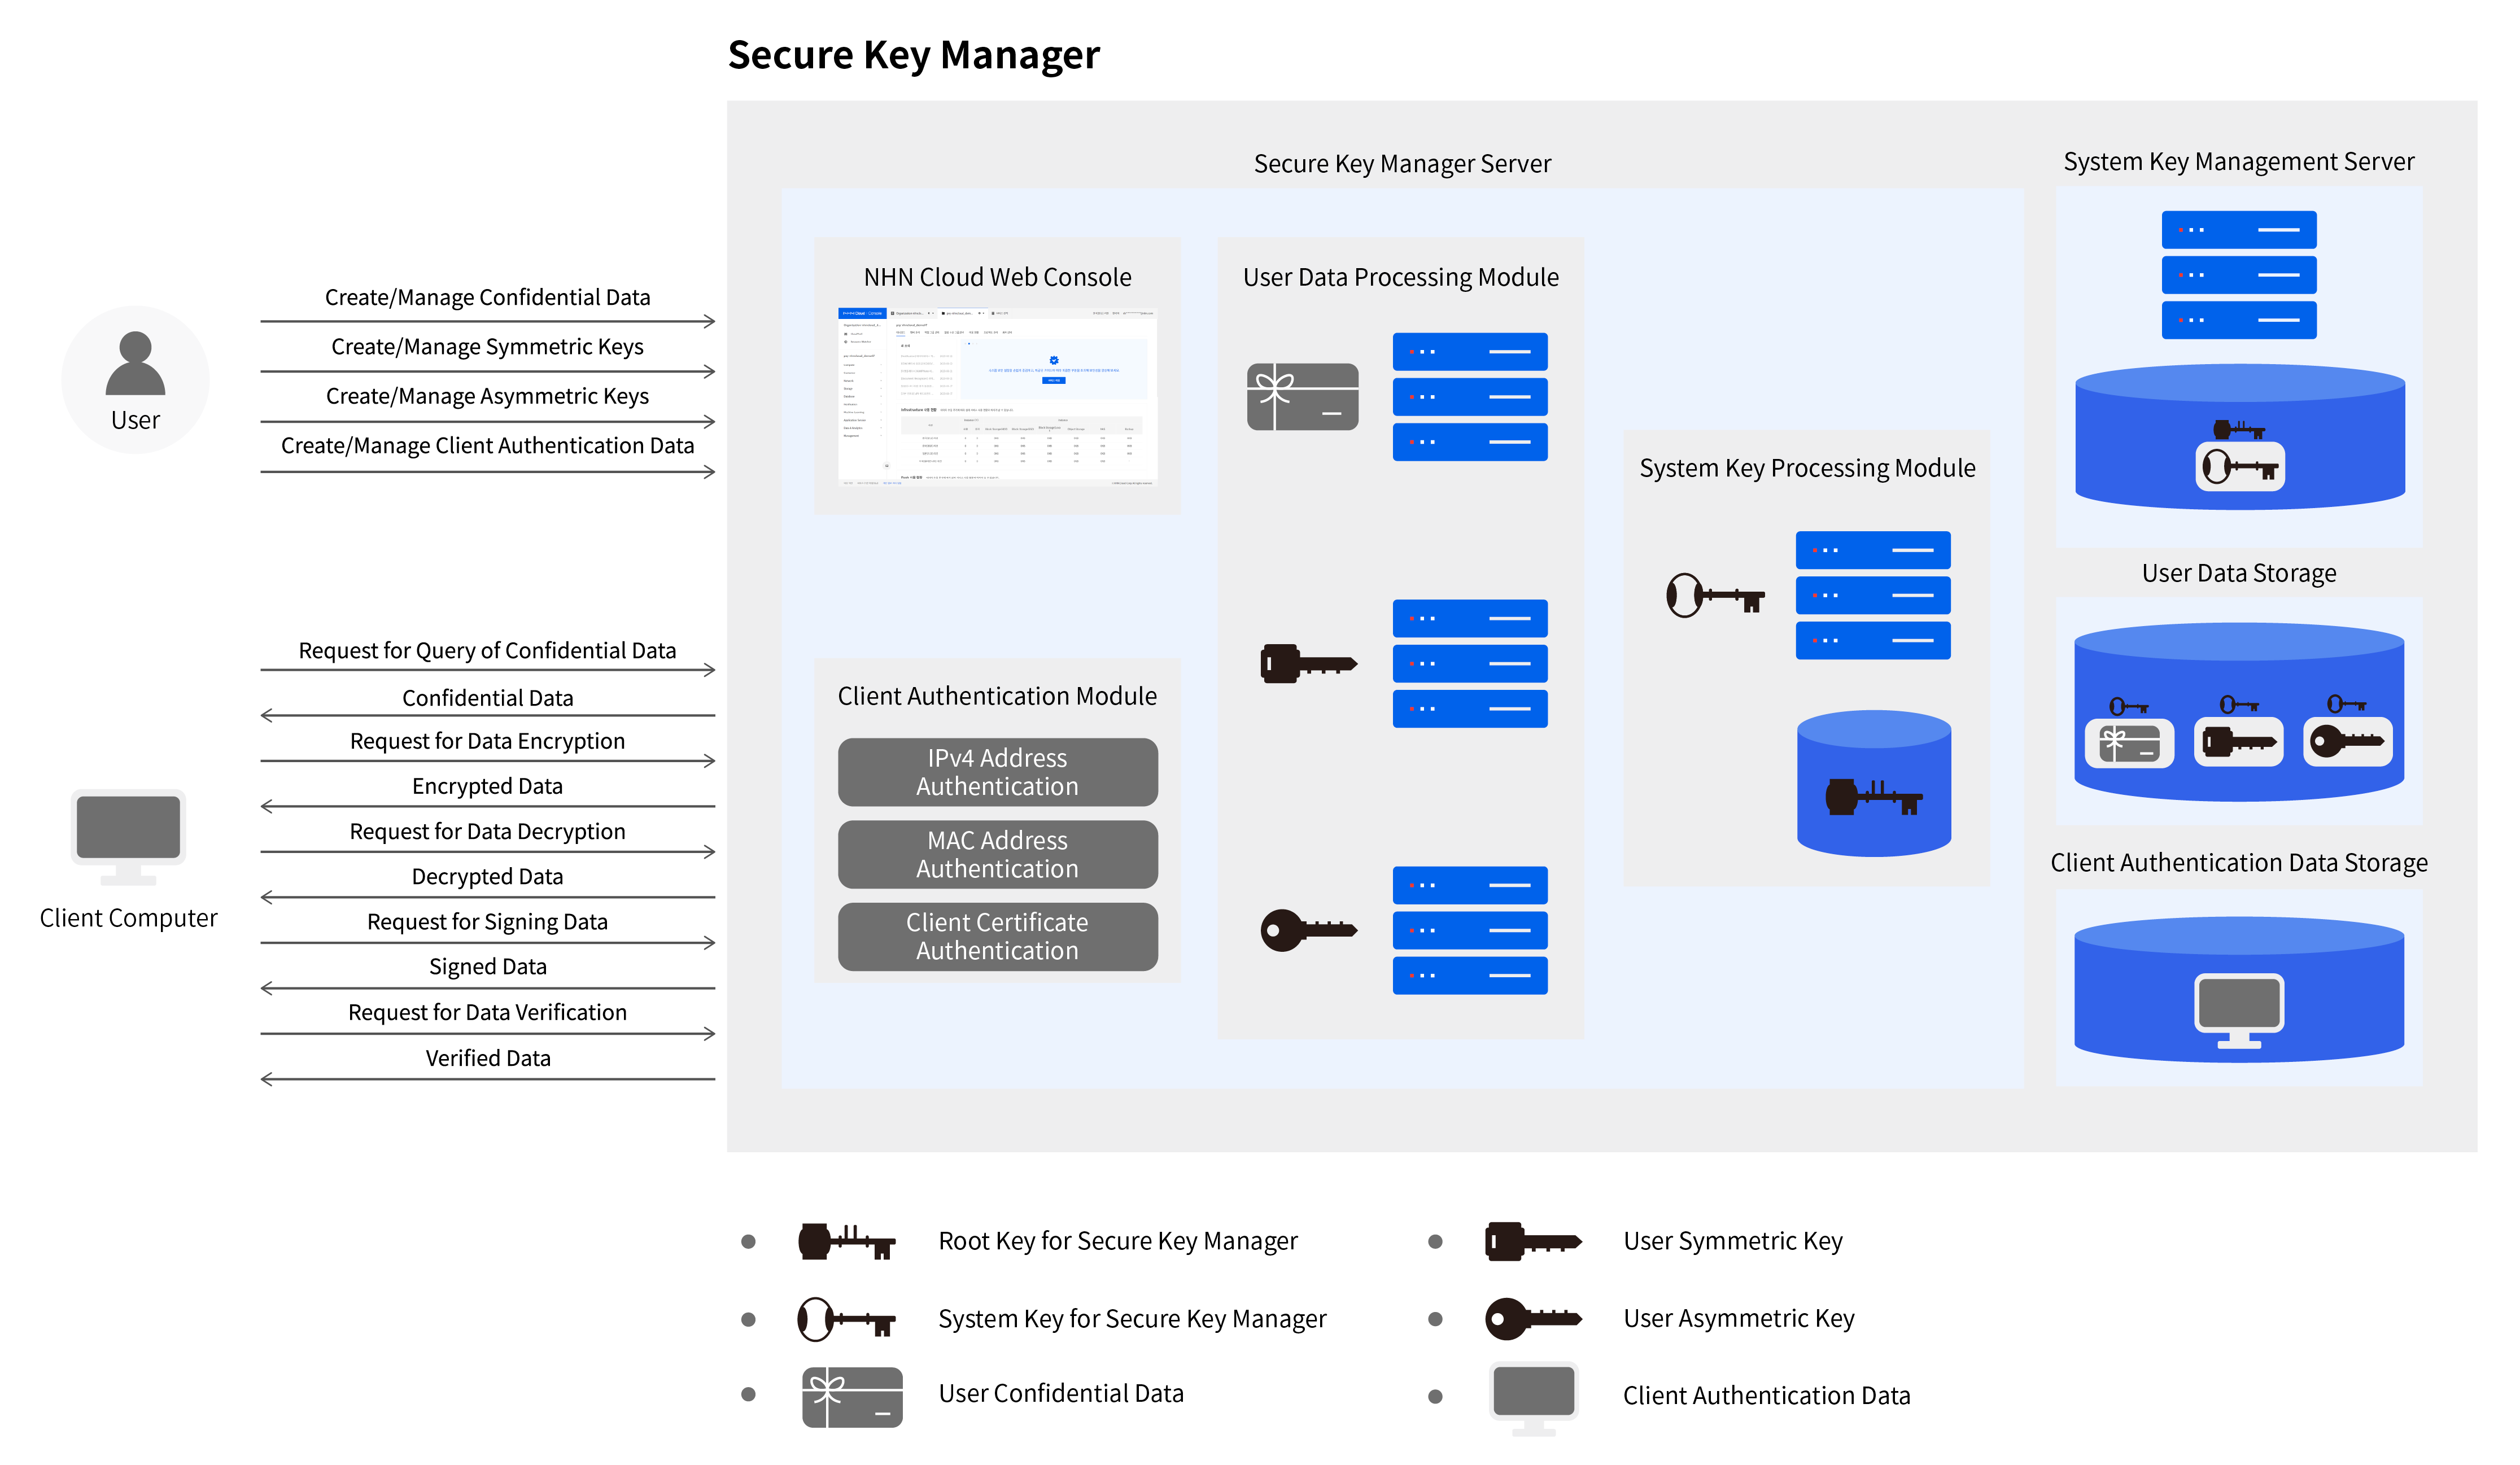 Secure Key Manager
Secure Key Manager Server
System Key Management Server
NHN Cloud Web Console
User Data Processing Module
Create/Manage Confidential Data
Create/Manage Symmetric Keys
Create/Manage Asymmetric Keys
Create/Manage Client Authentication Data
User
System Key Processing Module
User Data Storage
Request for Query of Confidential Data
Confidential Data
Request for Data Encryption
Encrypted Data
Request for Data Decryption
Decrypted Data
Request for Signing Data
Signed Data
Request for Data Verification
Verified Data
Client Computer
Client Authentication Module
IPv4 Address
Authentication
MAC Address
Authentication
Client Certificate
Authentication
Client Authentication Data Storage
Root Key for Secure Key Manager
System Key for Secure Key Manager
User Confidential Data
User Symmetric Key
User Asymmetric Key
Client Authentication Data